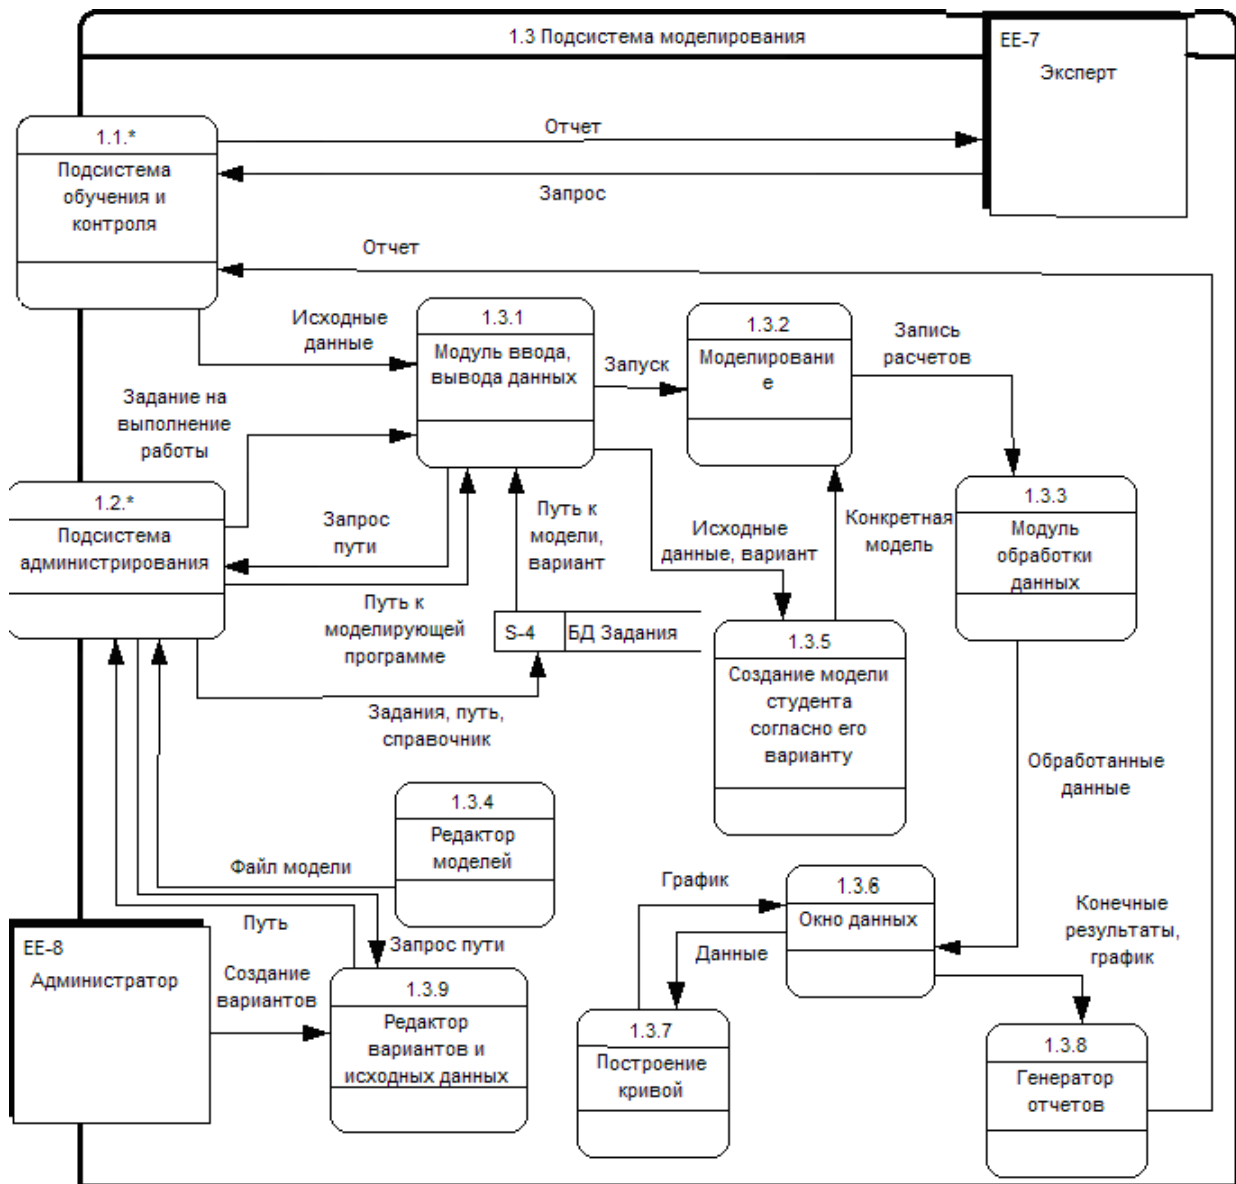 1.3 Подсистема моделирования
EE-7
Эксперт
1.1.*
Подсистема
обучения и
контроля
Отчет
Запрос
Отчет
Исходные
данные
1.3.1
Модуль ввода,
вывода данных
Запуск
1.3.2
Моделировани
е
Запись
расчетов
Задание на
выполнение
работы
1.2.*
Подсистема
администрирования
Запрос
пути
Путь к
модели,
вариант
Исходные
данные, вариант
Конкретная
модель
1.3.3
Модуль
обработки
данных
Путь к
моделирующей
программе
S-4
БД Задания
1.3.5
Создание модели
студента
согласно его
варианту
Задания, путь,
справочник
Обработанные
данные
1.3.4
Редактор
моделей
Файл модели
График
1.3.6
Окно данных
Конечные
результаты,
график
Путь
Запрос пути
Данные
EE-8
Администратор
Создание
вариантов
1.3.9
Редактор
вариантов и
исходных данных
1.3.7
Построение
кривой
1.3.8
Генератор
отчетов